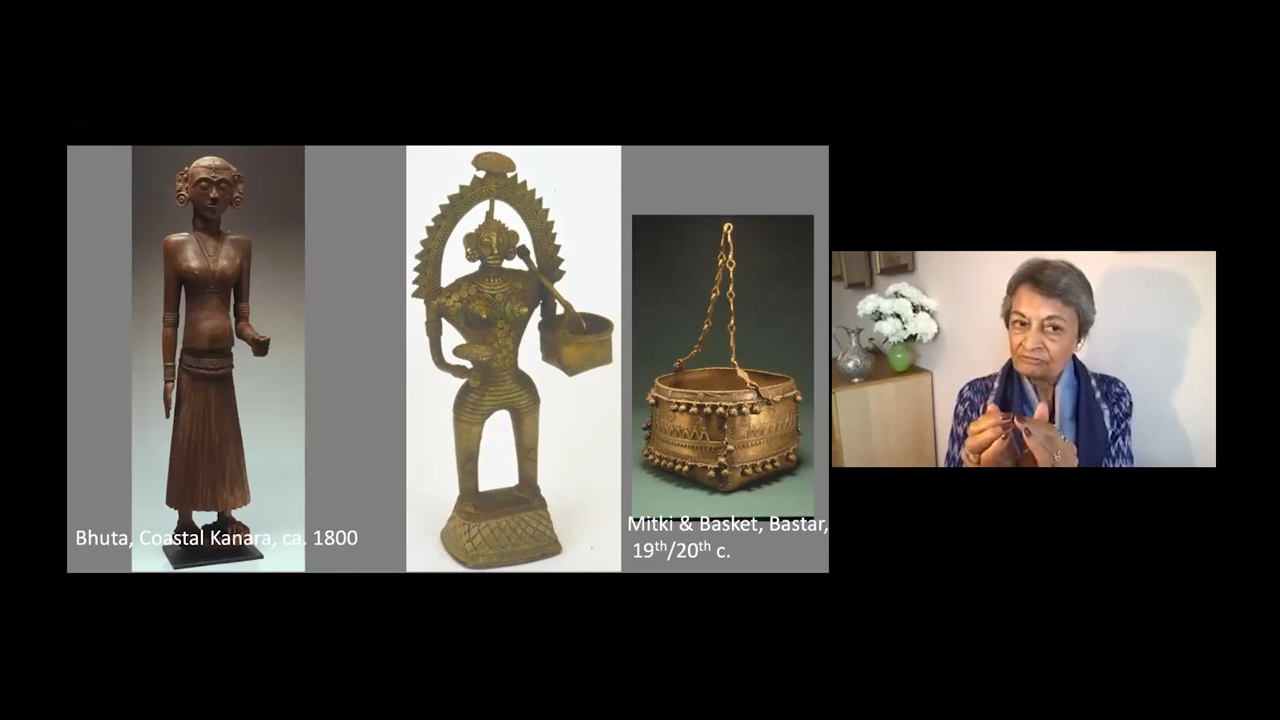 Bhuta, Coastal Kanara, ca. 1800
Mitki & Basket, Bastar,
19th/20th c.